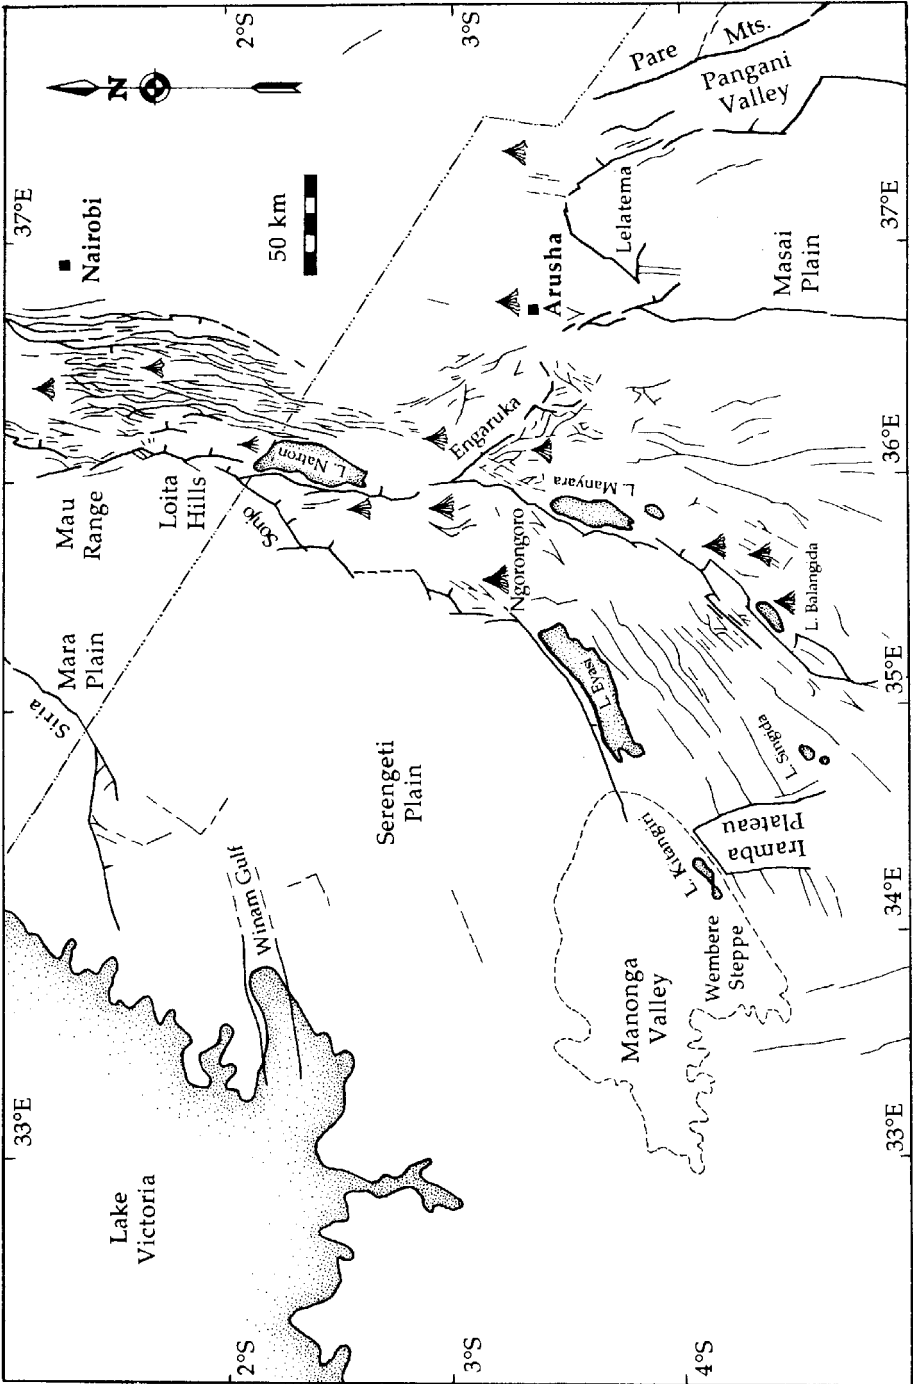 33°E
34°E
35°E
36°E
37°E
Lake
Victoria
Siria
Mara
Plain
Mau
Range
Loita
Hills
Nairobi
N
2°S
2°S
Winam Gulf
Sonjo
L. Natron
50 km
Serengeti
Plain
3°S
3°S
Ngorongoro
Engaruka
Arusha
L. Eyasi
L. Manyara
Lelatema
Pare Mts.
Pangani
Valley
Manonga
Valley
L. Kitangiri
Wembere
Steppe
Iramba
Plateau
L. Singida
L. Balangida
Masai
Plain
4°S
37°E